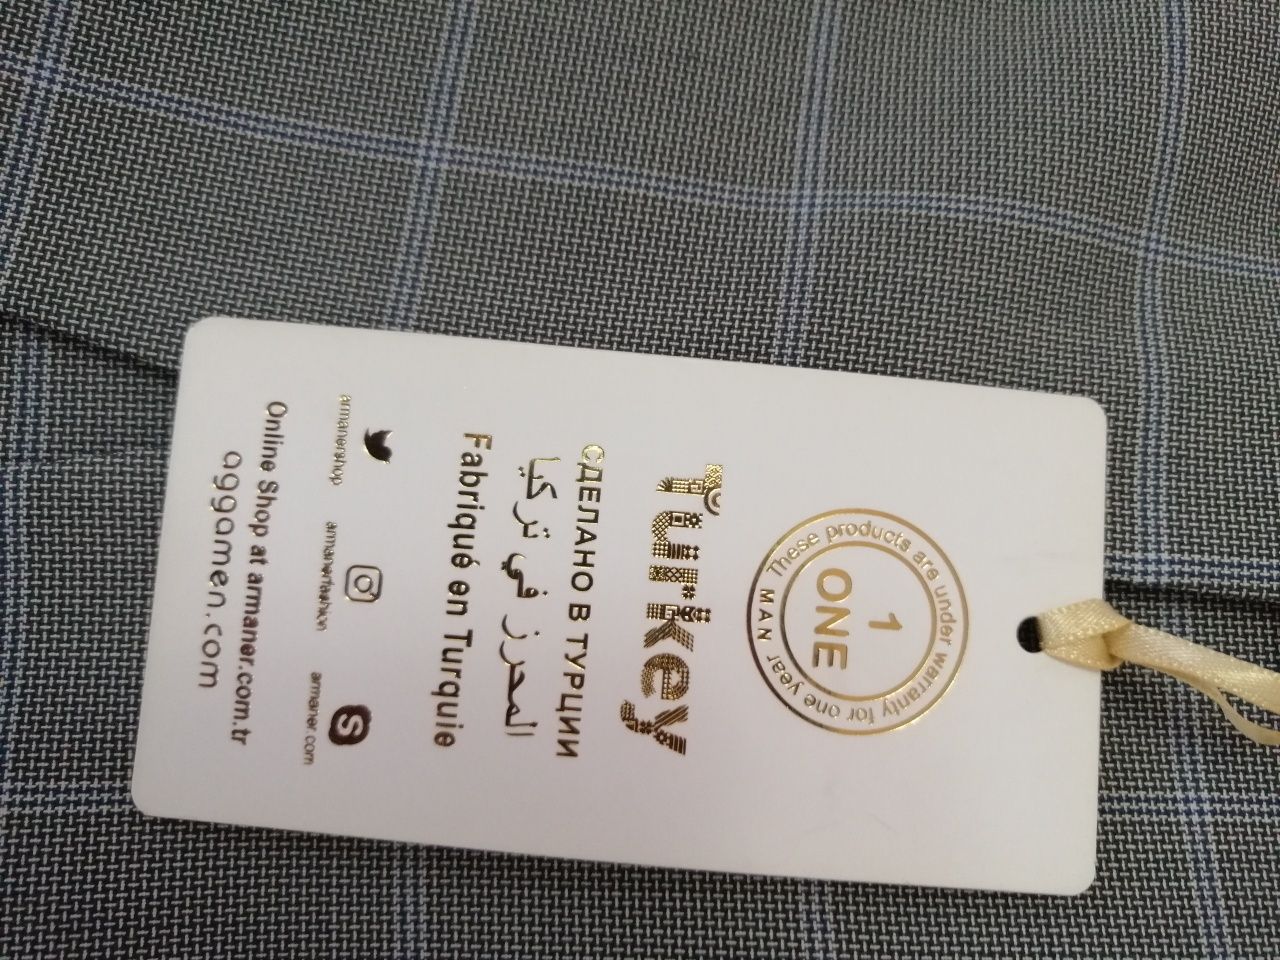 These products are under warranty for one year
1
ONE
MAN
Turkey
СДЕЛАНО В ТУРЦИИ
المحرز في تركيا
Fabriqué en Turquie
armanershop
armanerfashion
armaner.com
Online Shop at armaner.com.tr
aggomen.com